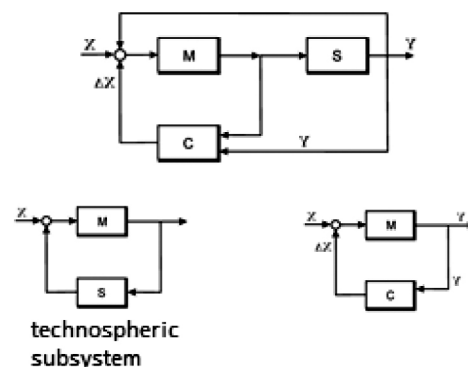 X M S Y
ΔX
C Y
X M X M Y
ΔX
S C Y
technospheric
subsystem